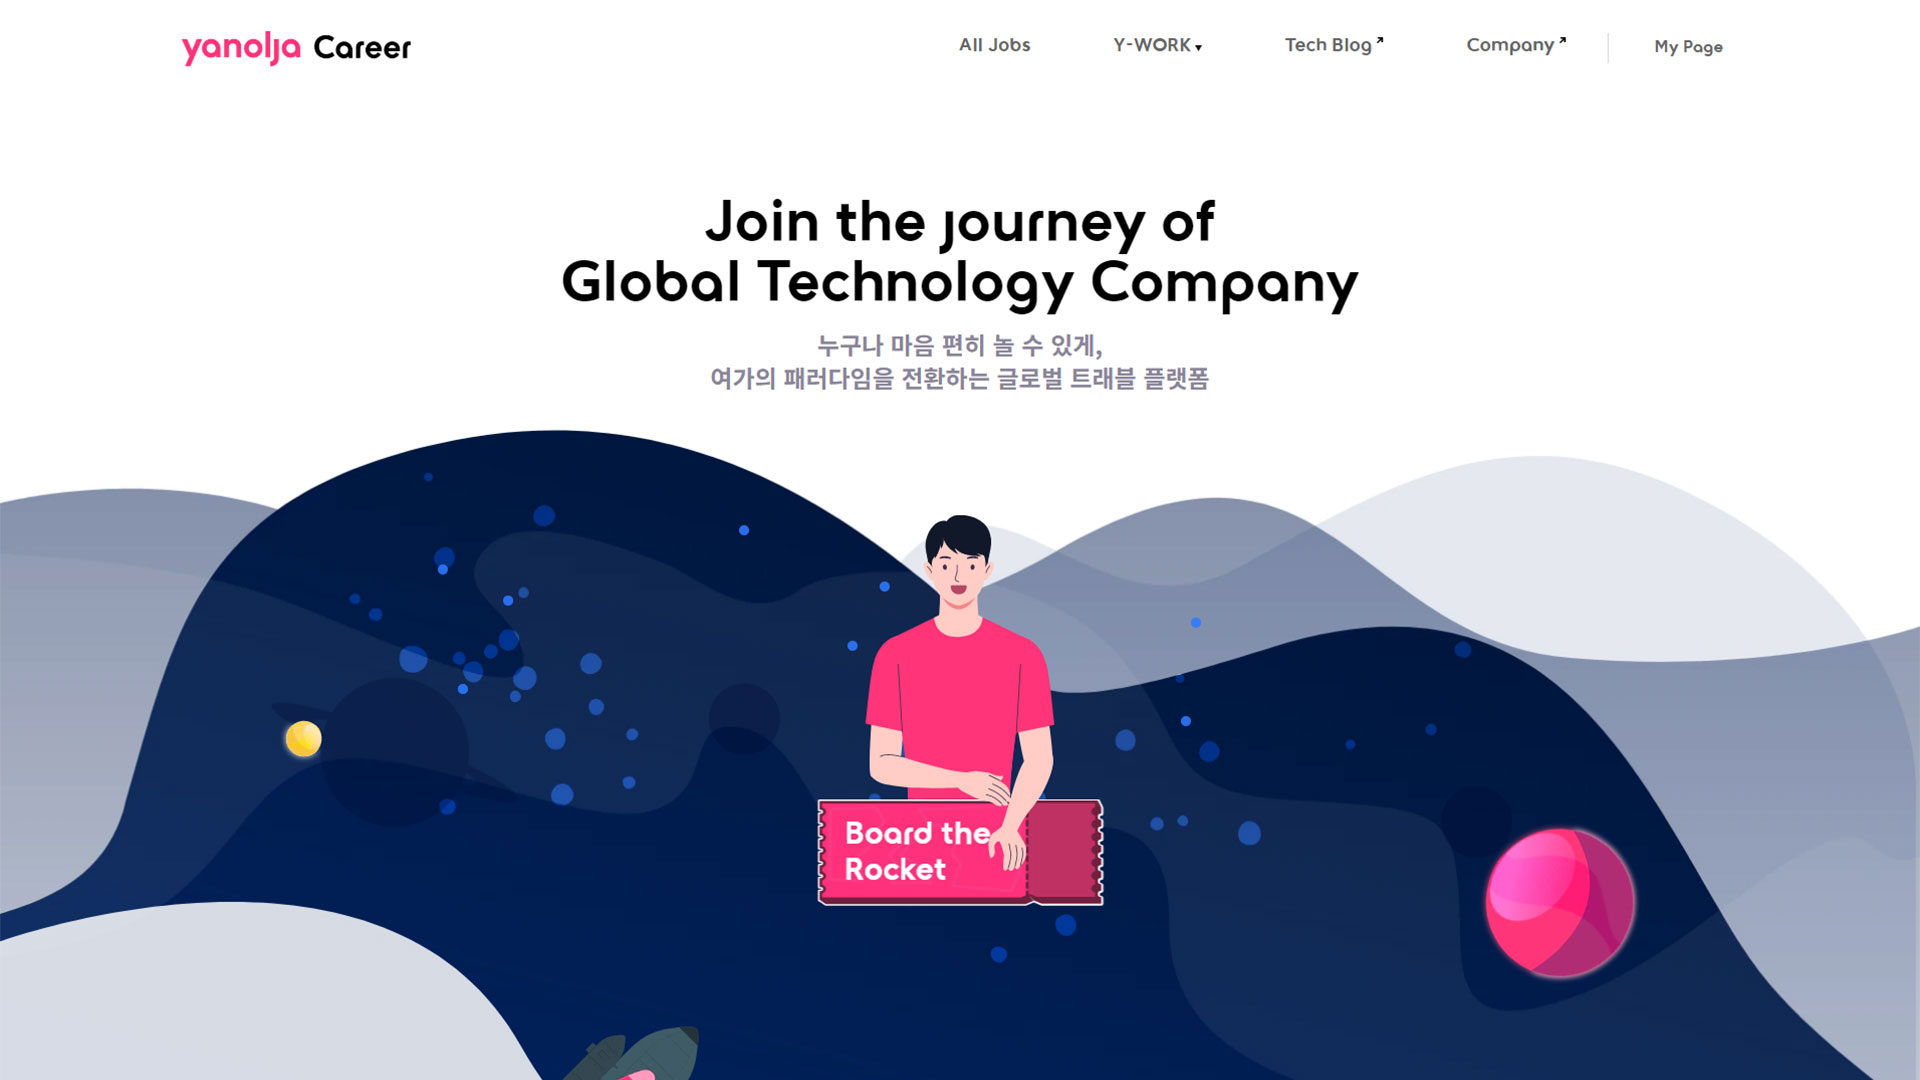 yanolja Career
All Jobs
Y-WORK
Tech Blog
Company
My Page
Join the journey of
Global Technology Company
누구나 마음 편히 놀 수 있게,
여가의 패러다임을 전환하는 글로벌 트래블 플랫폼
Board the
Rocket